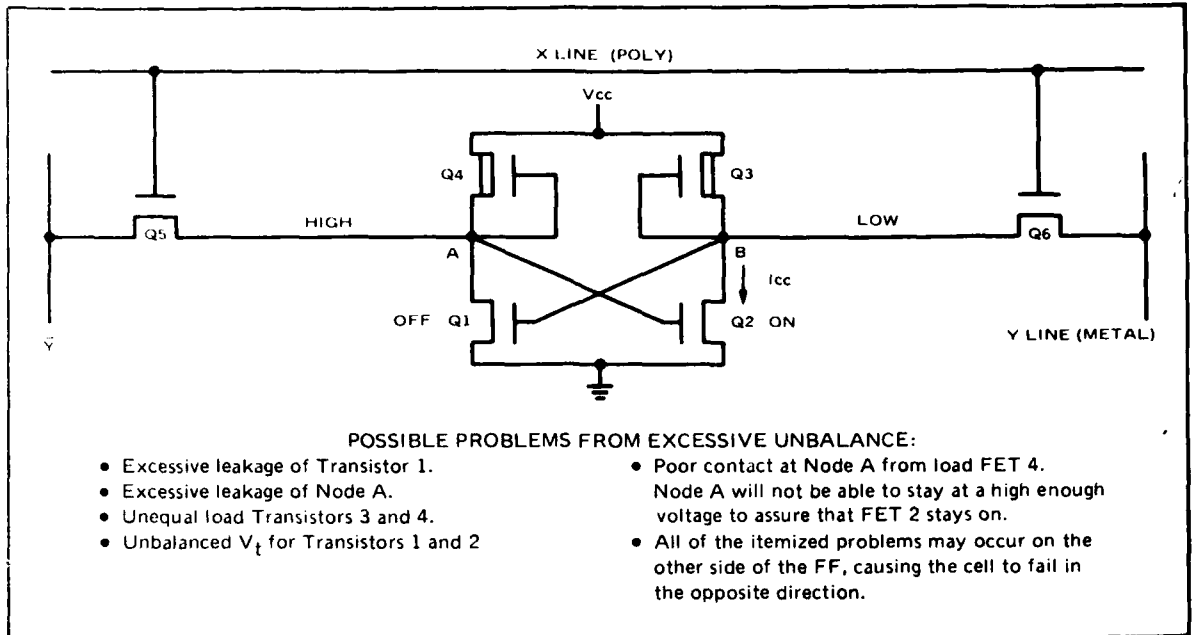 X LINE (POLY)
Vcc
Q4
Q3
Q5
HIGH
LOW
Q6
A
B
Icc
OFF Q1
Q2 ON
Y̅
Y LINE (METAL)
POSSIBLE PROBLEMS FROM EXCESSIVE UNBALANCE:
• Excessive leakage of Transistor 1.
• Excessive leakage of Node A.
• Unequal load Transistors 3 and 4.
• Unbalanced Vt for Transistors 1 and 2
• Poor contact at Node A from load FET 4.
Node A will not be able to stay at a high enough
voltage to assure that FET 2 stays on.
• All of the itemized problems may occur on the
other side of the FF, causing the cell to fail in
the opposite direction.